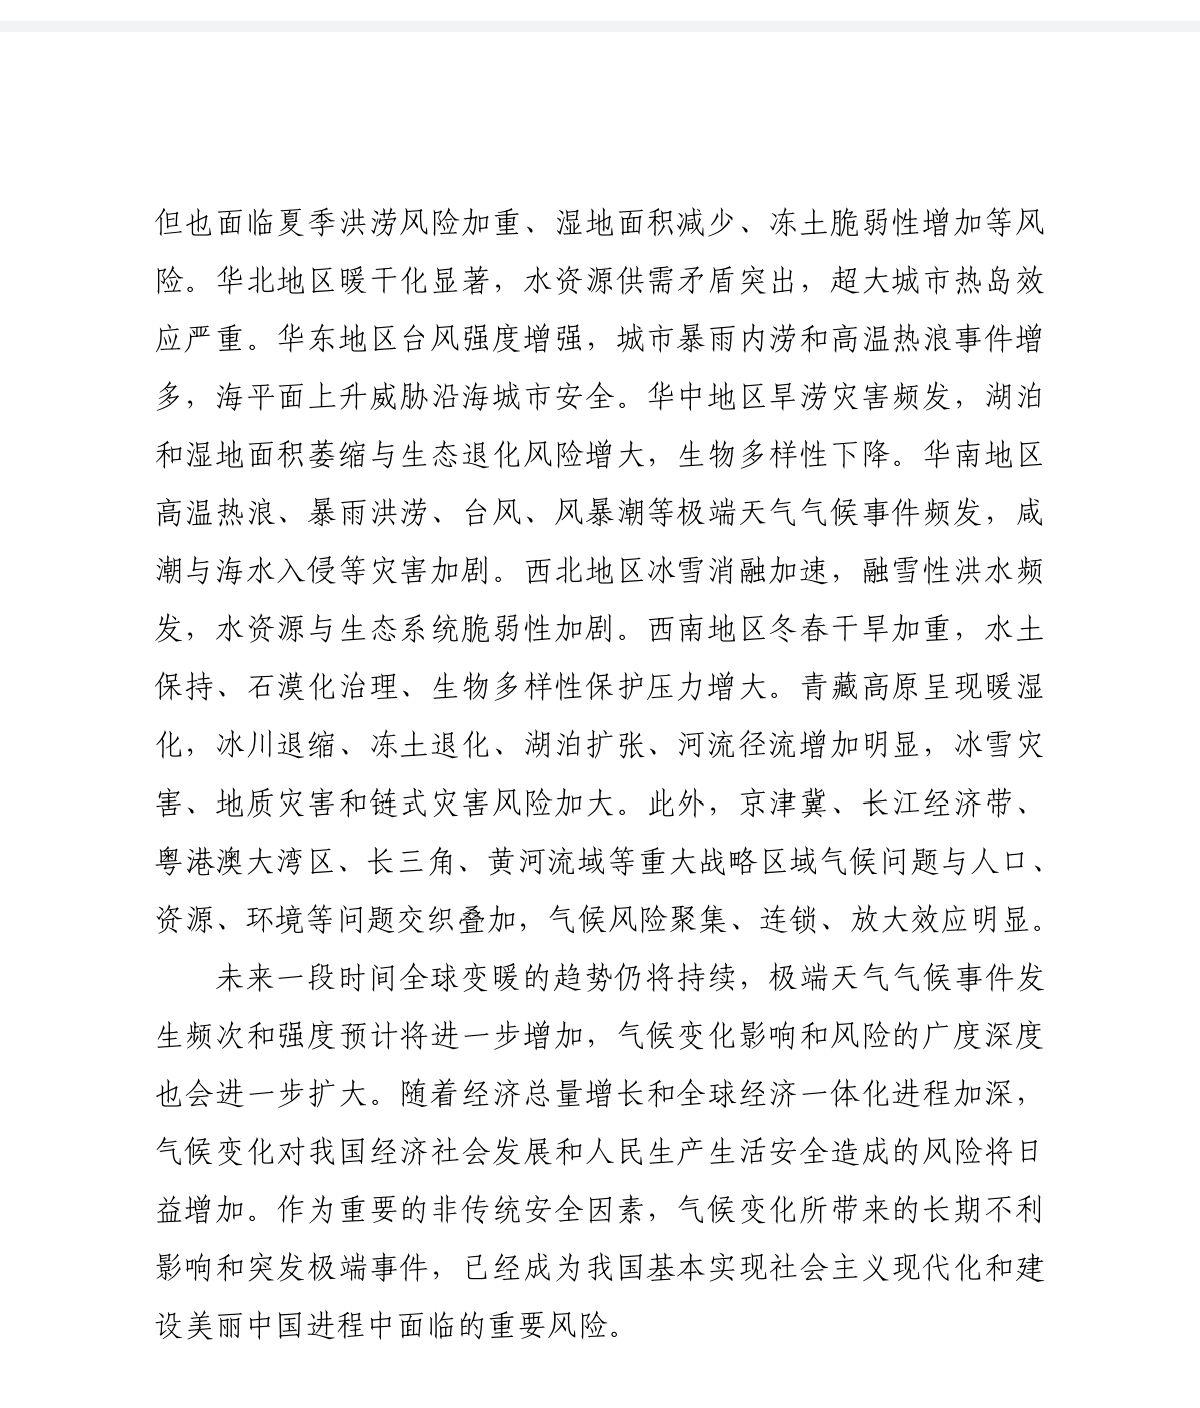 但也面临夏季洪涝风险加重、湿地面积减少、冻土脆弱性增加等风
险。华北地区暖干化显著，水资源供需矛盾突出，超大城市热岛效
应严重。华东地区台风强度增强，城市暴雨内涝和高温热浪事件增
多，海平面上升威胁沿海城市安全。华中地区旱涝灾害频发，湖泊
和湿地面积萎缩与生态退化风险增大，生物多样性下降。华南地区
高温热浪、暴雨洪涝、台风、风暴潮等极端天气气候事件频发，咸
潮与海水入侵等灾害加剧。西北地区冰雪消融加速，融雪性洪水频
发，水资源与生态系统脆弱性加剧。西南地区冬春干旱加重，水土
保持、石漠化治理、生物多样性保护压力增大。青藏高原呈现暖湿
化，冰川退缩、冻土退化、湖泊扩张、河流径流增加明显，冰雪灾
害、地质灾害和链式灾害风险加大。此外，京津冀、长江经济带、
粤港澳大湾区、长三角、黄河流域等重大战略区域气候问题与人口、
资源、环境等问题交织叠加，气候风险聚集、连锁、放大效应明显。
未来一段时间全球变暖的趋势仍将持续，极端天气气候事件发
生频次和强度预计将进一步增加，气候变化影响和风险的广度深度
也会进一步扩大。随着经济总量增长和全球经济一体化进程加深，
气候变化对我国经济社会发展和人民生产生活安全造成的风险将日
益增加。作为重要的非传统安全因素，气候变化所带来的长期不利
影响和突发极端事件，已经成为我国基本实现社会主义现代化和建
设美丽中国进程中面临的重要风险。